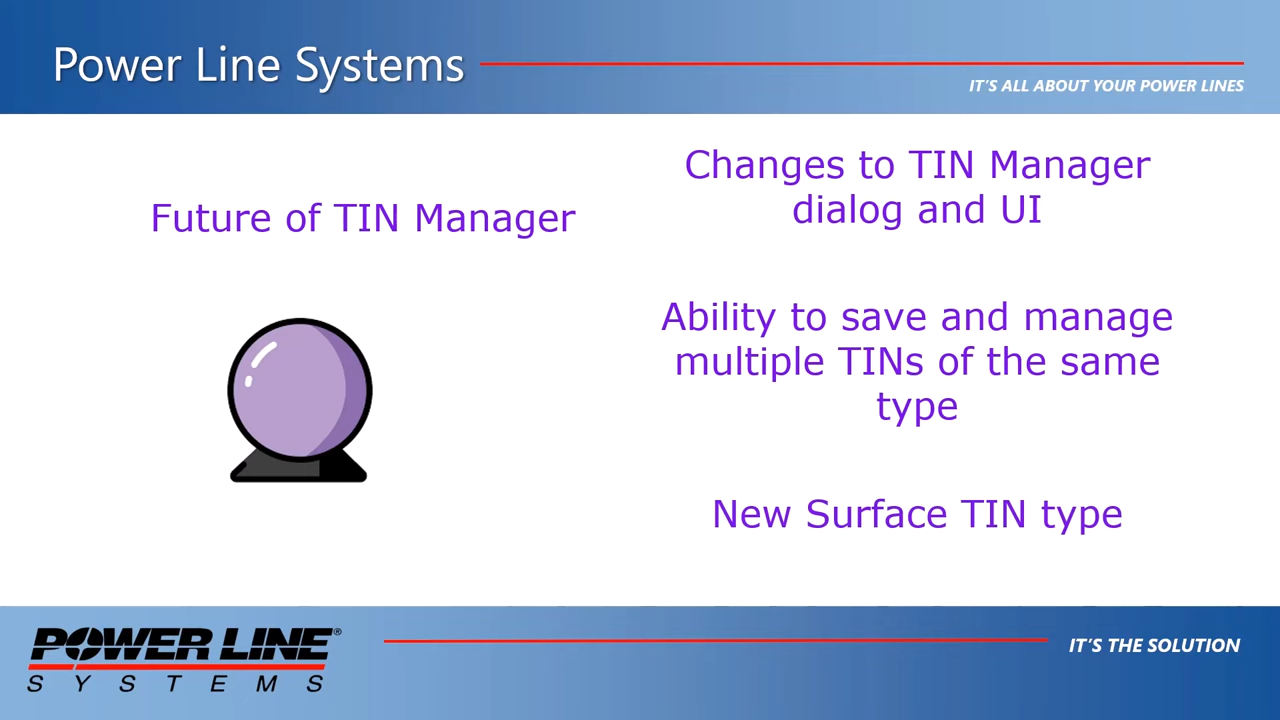 Power Line Systems
IT'S ALL ABOUT YOUR POWER LINES
Future of TIN Manager
Changes to TIN Manager
dialog and UI
Ability to save and manage
multiple TINs of the same
type
New Surface TIN type
POWER LINE®
SYSTEMS
IT'S THE SOLUTION